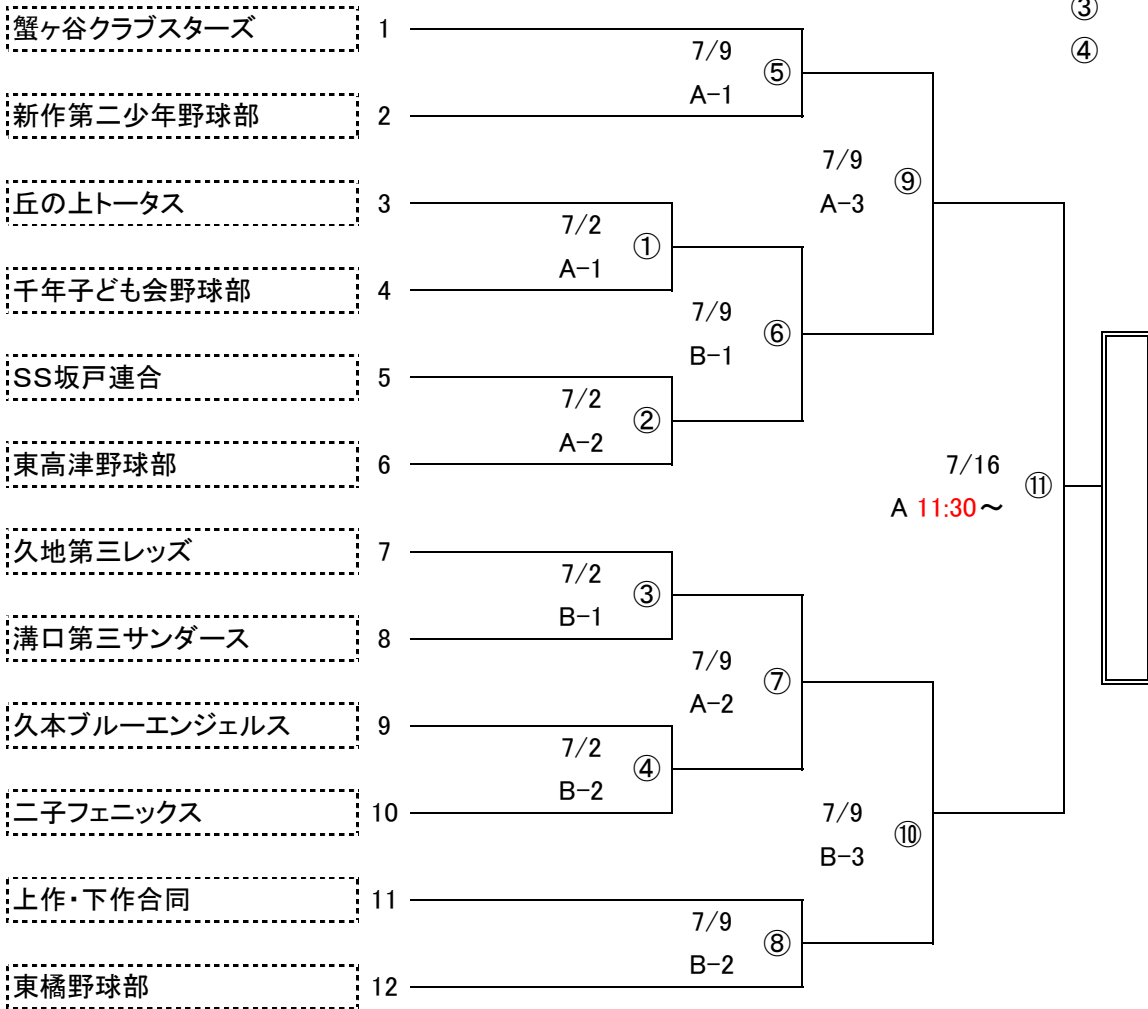 ③
④
蟹ヶ谷クラブスターズ 1
7/9
⑤
A-1
新作第二少年野球部 2
7/9
⑨
A-3
丘の上トータス 3
7/2
①
A-1
千年子ども会野球部 4
7/9
⑥
B-1
SS坂戸連合 5
7/2
②
A-2
東高津野球部 6
7/16
⑪
A 11:30～
久地第三レッズ 7
7/2
③
B-1
溝口第三サンダース 8
7/9
⑦
A-2
久本ブルーエンジェルス 9
7/2
④
B-2
二子フェニックス 10
7/9
⑩
B-3
上作・下作合同 11
7/9
⑧
B-2
東橘野球部 12